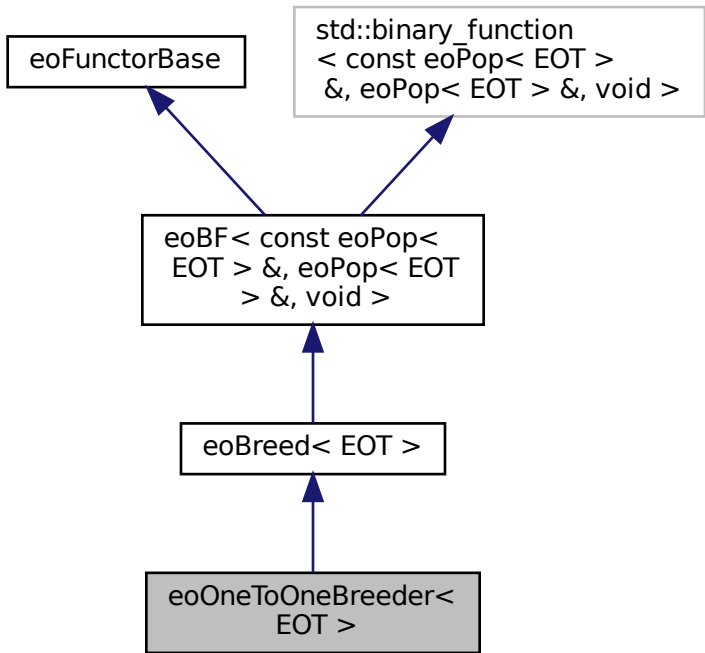 eoFunctorBase
std::binary_function
< const eoPop< EOT >
&, eoPop< EOT > &, void >
eoBF< const eoPop<
EOT > &, eoPop< EOT
> &, void >
eoBreed< EOT >
eoOneToOneBreeder<
EOT >